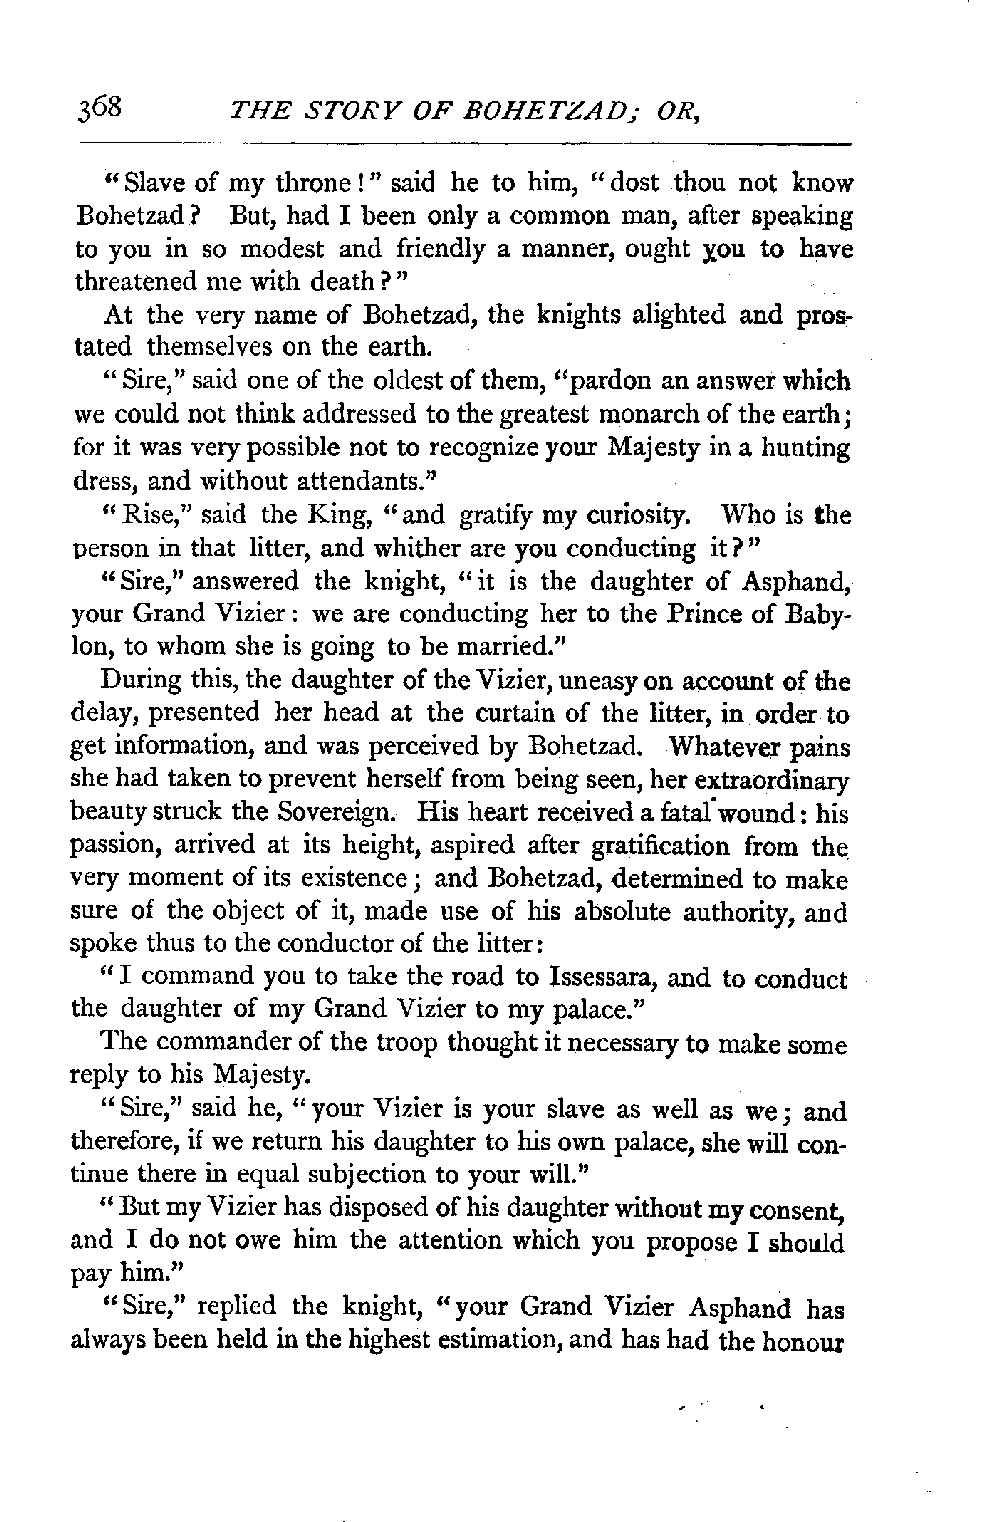 368 THE STORY OF BOHETZAD; OR,
"Slave of my throne!" said he to him, "dost thou not know
Bohetzad? But, had I been only a common man, after speaking
to you in so modest and friendly a manner, ought you to have
threatened me with death?"
At the very name of Bohetzad, the knights alighted and pros-
tated themselves on the earth.
"Sire," said one of the oldest of them, "pardon an answer which
we could not think addressed to the greatest monarch of the earth;
for it was very possible not to recognize your Majesty in a hunting
dress, and without attendants."
"Rise," said the King, "and gratify my curiosity. Who is the
person in that litter, and whither are you conducting it?"
"Sire," answered the knight, "it is the daughter of Asphand,
your Grand Vizier: we are conducting her to the Prince of Baby-
lon, to whom she is going to be married."
During this, the daughter of the Vizier, uneasy on account of the
delay, presented her head at the curtain of the litter, in order to
get information, and was perceived by Bohetzad. Whatever pains
she had taken to prevent herself from being seen, her extraordinary
beauty struck the Sovereign. His heart received a fatal wound: his
passion, arrived at its height, aspired after gratification from the
very moment of its existence; and Bohetzad, determined to make
sure of the object of it, made use of his absolute authority, and
spoke thus to the conductor of the litter:
"I command you to take the road to Issessara, and to conduct
the daughter of my Grand Vizier to my palace."
The commander of the troop thought it necessary to make some
reply to his Majesty.
"Sire," said he, "your Vizier is your slave as well as we; and
therefore, if we return his daughter to his own palace, she will con-
tinue there in equal subjection to your will."
"But my Vizier has disposed of his daughter without my consent,
and I do not owe him the attention which you propose I should
pay him."
"Sire," replied the knight, "your Grand Vizier Asphand has
always been held in the highest estimation, and has had the honour